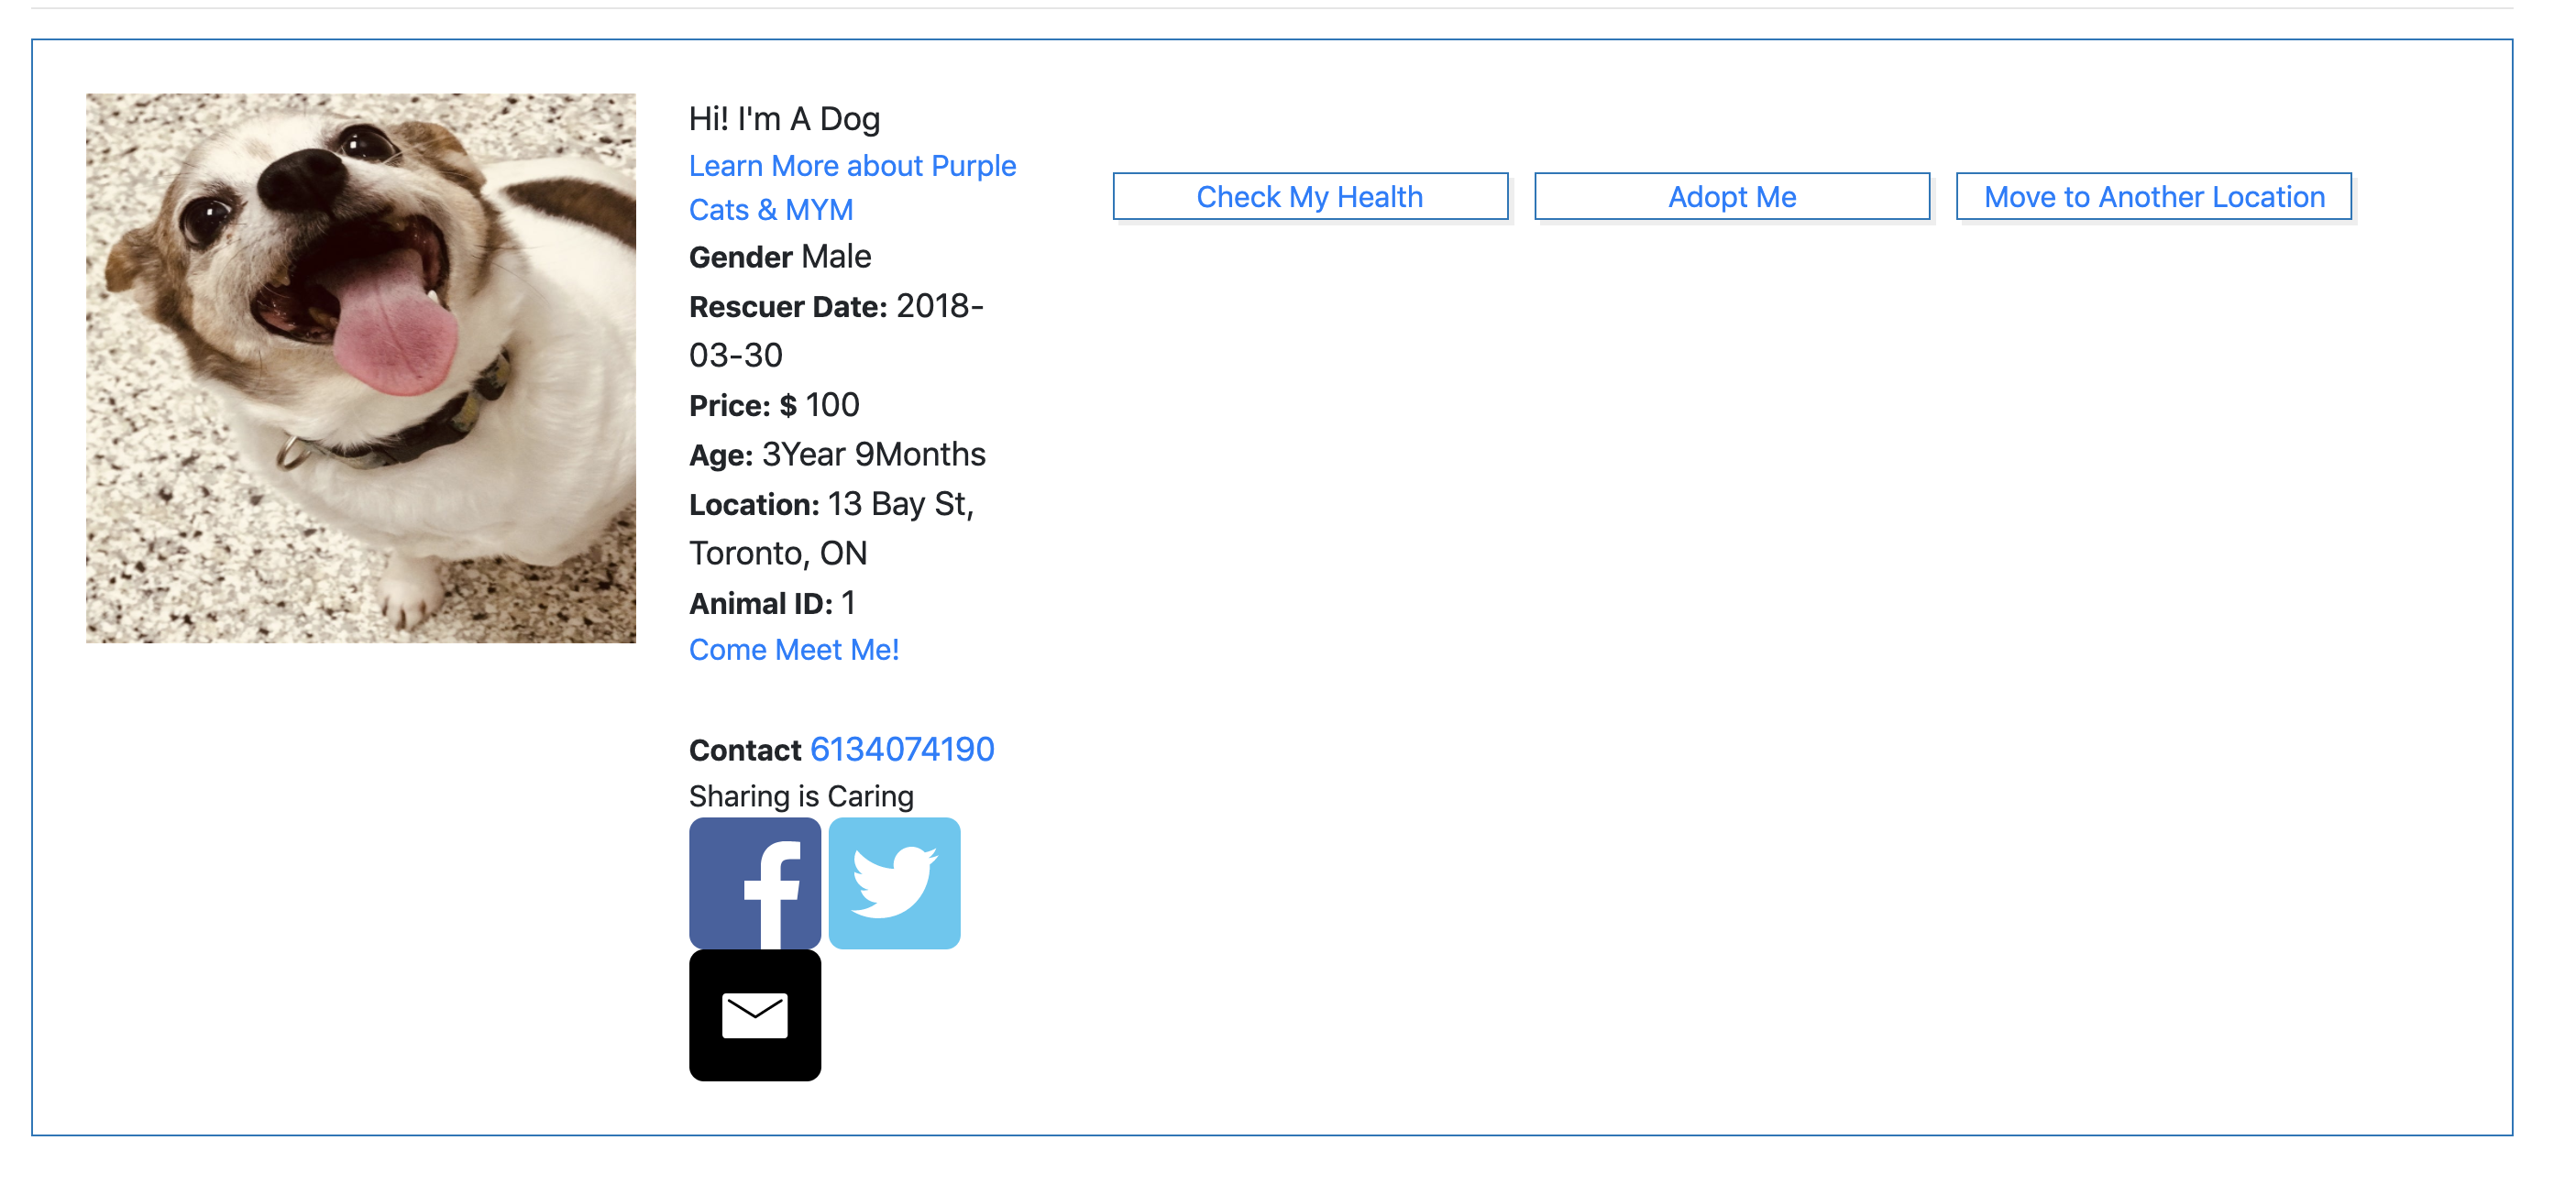 Hi! I'm A Dog
Learn More about Purple
Cats & MYM
Gender Male
Rescuer Date: 2018-
03-30
Price: $ 100
Age: 3Year 9Months
Location: 13 Bay St,
Toronto, ON
Animal ID: 1
Come Meet Me!
Contact 6134074190
Sharing is Caring
Check My Health
Adopt Me
Move to Another Location